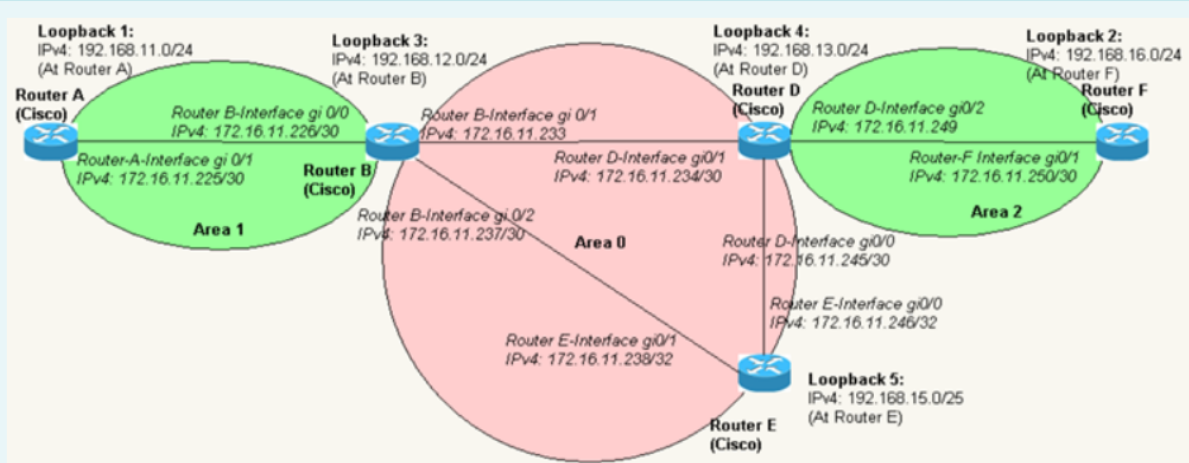 Loopback 1:
IPv4: 192.168.11.0/24
(At Router A)
Router A
(Cisco)
Loopback 3:
IPv4: 192.168.12.0/24
(At Router B)
Router B-Interface gi 0/0
IPv4: 172.16.11.226/30
Router-A-Interface gi 0/1
IPv4: 172.16.11.225/30
Router B
(Cisco)
Area 1
Router B-Interface gi 0/1
IPv4: 172.16.11.233
Router B-Interface gi 0/2
IPv4: 172.16.11.237/30
Area 0
Loopback 4:
IPv4: 192.168.13.0/24
(At Router D)
Router D
(Cisco)
Router D-Interface gi0/1
IPv4: 172.16.11.234/30
Router D-Interface gi0/0
IPv4: 172.16.11.245/30
Router E-Interface gi0/0
IPv4: 172.16.11.246/32
Router E-Interface gi0/1
IPv4: 172.16.11.238/32
Router E
(Cisco)
Loopback 5:
IPv4: 192.168.15.0/25
(At Router E)
Loopback 2:
IPv4: 192.168.16.0/24
(At Router F)
Router F
(Cisco)
Router D-Interface gi0/2
IPv4: 172.16.11.249
Router-F Interface gi0/1
IPv4: 172.16.11.250/30
Area 2